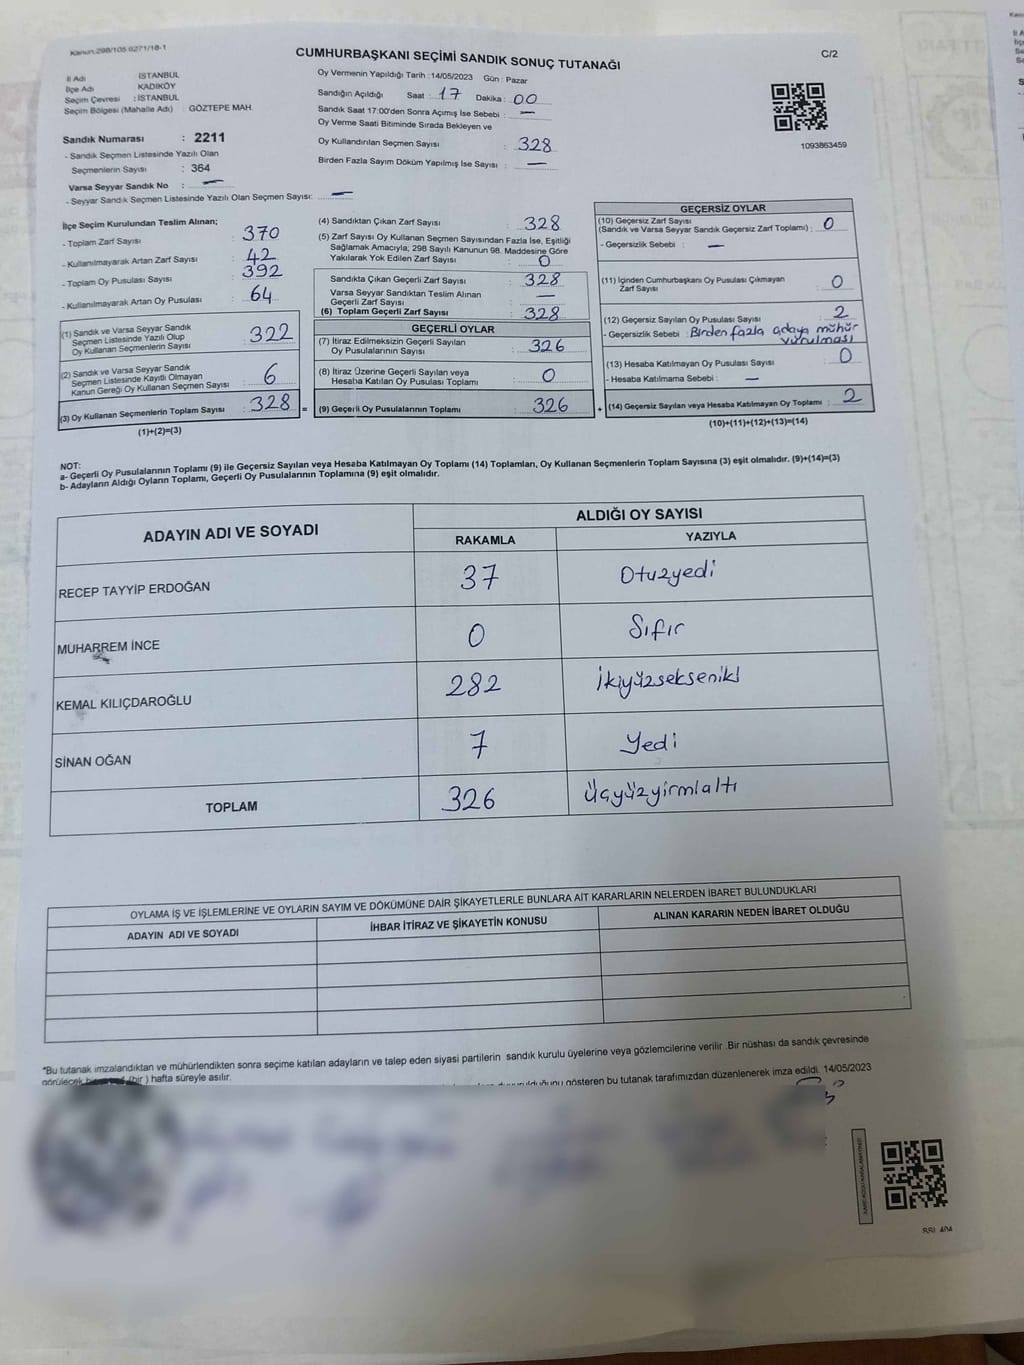 Kanun:298/105 6271/18-1
CUMHURBAŞKANI SEÇİMİ SANDIK SONUÇ TUTANAĞI
C/2
İl Adı İSTANBUL
İlçe Adı KADIKÖY
Seçim Çevresi : İSTANBUL
Seçim Bölgesi (Mahalle Adı) : GÖZTEPE MAH.
Sandık Numarası : 2211
- Sandık Seçmen Listesinde Yazılı Olan
Seçmenlerin Sayısı : 364
Varsa Seyyar Sandık No : —
- Seyyar Sandık Seçmen Listesinde Yazılı Olan Seçmen Sayısı: —
Oy Vermenin Yapıldığı Tarih :14/05/2023 Gün : Pazar
Sandığın Açıldığı Saat : 17 Dakika : 00
Sandık Saat 17:00'den Sonra Açımış İse Sebebi : —
Oy Verme Saati Bitiminde Sırada Bekleyen ve
Oy Kullandırılan Seçmen Sayısı : 328
Birden Fazla Sayım Döküm Yapılmış İse Sayısı : —
1093863459
İlçe Seçim Kurulundan Teslim Alınan;
- Toplam Zarf Sayısı : 370
- Kullanılmayarak Artan Zarf Sayısı : 42
- Toplam Oy Pusulası Sayısı : 392
- Kullanılmayarak Artan Oy Pusulası : 64
(1) Sandık ve Varsa Seyyar Sandık
Seçmen Listesinde Yazılı Olup
Oy Kullanan Seçmenlerin Sayısı : 322
(2) Sandık ve Varsa Seyyar Sandık
Seçmen Listesinde Kayıtlı Olmayan
Kanun Gereği Oy Kullanan Seçmen Sayısı : 6
(3) Oy Kullanan Seçmenlerin Toplam Sayısı : 328 =
(1)+(2)=(3)
(4) Sandıktan Çıkan Zarf Sayısı : 328
(5) Zarf Sayısı Oy Kullanan Seçmen Sayısından Fazla İse, Eşitliği
Sağlamak Amacıyla; 298 Sayılı Kanunun 98. Maddesine Göre
Yakılarak Yok Edilen Zarf Sayısı : 0
Sandıkta Çıkan Geçerli Zarf Sayısı : 328
Varsa Seyyar Sandıktan Teslim Alınan
Geçerli Zarf Sayısı : —
(6) Toplam Geçerli Zarf Sayısı : 328
GEÇERLİ OYLAR
(7) İtiraz Edilmeksizin Geçerli Sayılan
Oy Pusulalarının Sayısı : 326
(8) İtiraz Üzerine Geçerli Sayılan veya
Hesaba Katılan Oy Pusulası Toplamı : 0
(9) Geçerli Oy Pusulalarının Toplamı : 326 +
GEÇERSİZ OYLAR
(10) Geçersiz Zarf Sayısı
(Sandık ve Varsa Seyyar Sandık Geçersiz Zarf Toplamı) : 0
- Geçersizlik Sebebi : —
(11) İçinden Cumhurbaşkanı Oy Pusulası Çıkmayan
Zarf Sayısı : 0
(12) Geçersiz Sayılan Oy Pusulası Sayısı : 2
- Geçersizlik Sebebi : Birden fazla adaya mühür
vurulması
(13) Hesaba Katılmayan Oy Pusulası Sayısı : 0
- Hesaba Katılmama Sebebi : —
(14) Geçersiz Sayılan veya Hesaba Katılmayan Oy Toplamı : 2
(10)+(11)+(12)+(13)=(14)
NOT:
a- Geçerli Oy Pusulalarının Toplamı (9) ile Geçersiz Sayılan veya Hesaba Katılmayan Oy Toplamı (14) Toplamları, Oy Kullanan Seçmenlerin Toplam Sayısına (3) eşit olmalıdır. (9)+(14)=(3)
b- Adayların Aldığı Oyların Toplamı, Geçerli Oy Pusulalarının Toplamına (9) eşit olmalıdır.
ADAYIN ADI VE SOYADI
ALDIĞI OY SAYISI
RAKAMLA YAZIYLA
RECEP TAYYİP ERDOĞAN 37 Otuzyedi
MUHARREM İNCE 0 Sıfır
KEMAL KILIÇDAROĞLU 282 İkiyüzsekseniki
SİNAN OĞAN 7 Yedi
TOPLAM 326 Üçyüzyirmialtı
OYLAMA İŞ VE İŞLEMLERİNE VE OYLARIN SAYIM VE DÖKÜMÜNE DAİR ŞİKAYETLERLE BUNLARA AİT KARARLARIN NELERDEN İBARET BULUNDUKLARI
ADAYIN ADI VE SOYADI İHBAR İTİRAZ VE ŞİKAYETİN KONUSU ALINAN KARARIN NEDEN İBARET OLDUĞU
*Bu tutanak imzalandıktan ve mühürlendikten sonra seçime katılan adayların ve talep eden siyasi partilerin sandık kurulu üyelerine veya gözlemcilerine verilir .Bir nüshası da sandık çevresinde
görülecek (bir ) hafta süreyle asılır. gösteren bu tutanak tarafımızdan düzenlenerek imza edildi. 14/05/2023